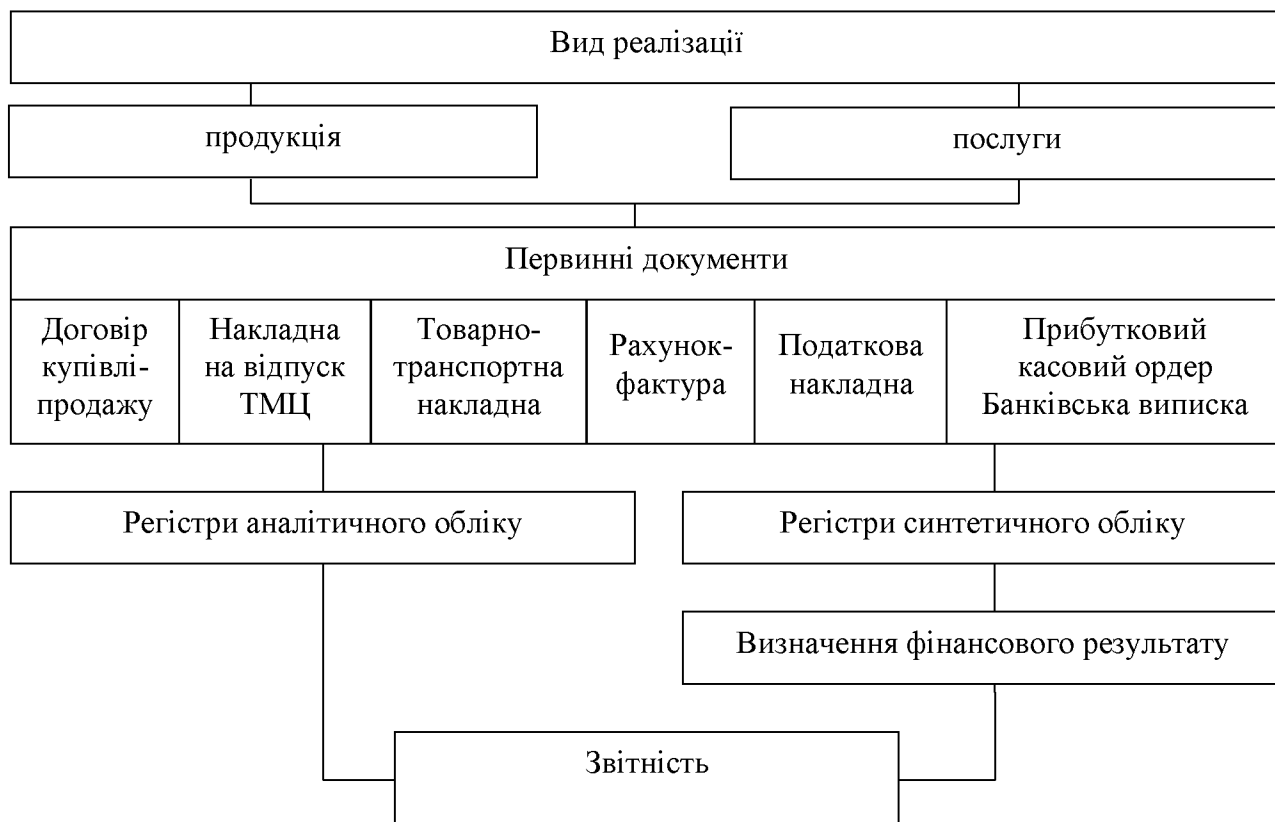 Вид реалізації
продукція
послуги
Первинні документи
Договір
купівлі-
продажу
Накладна
на відпуск
ТМЦ
Товарно-
транспортна
накладна
Рахунок-
фактура
Податкова
накладна
Прибутковий
касовий ордер
Банківська виписка
Регістри аналітичного обліку
Регістри синтетичного обліку
Визначення фінансового результату
Звітність